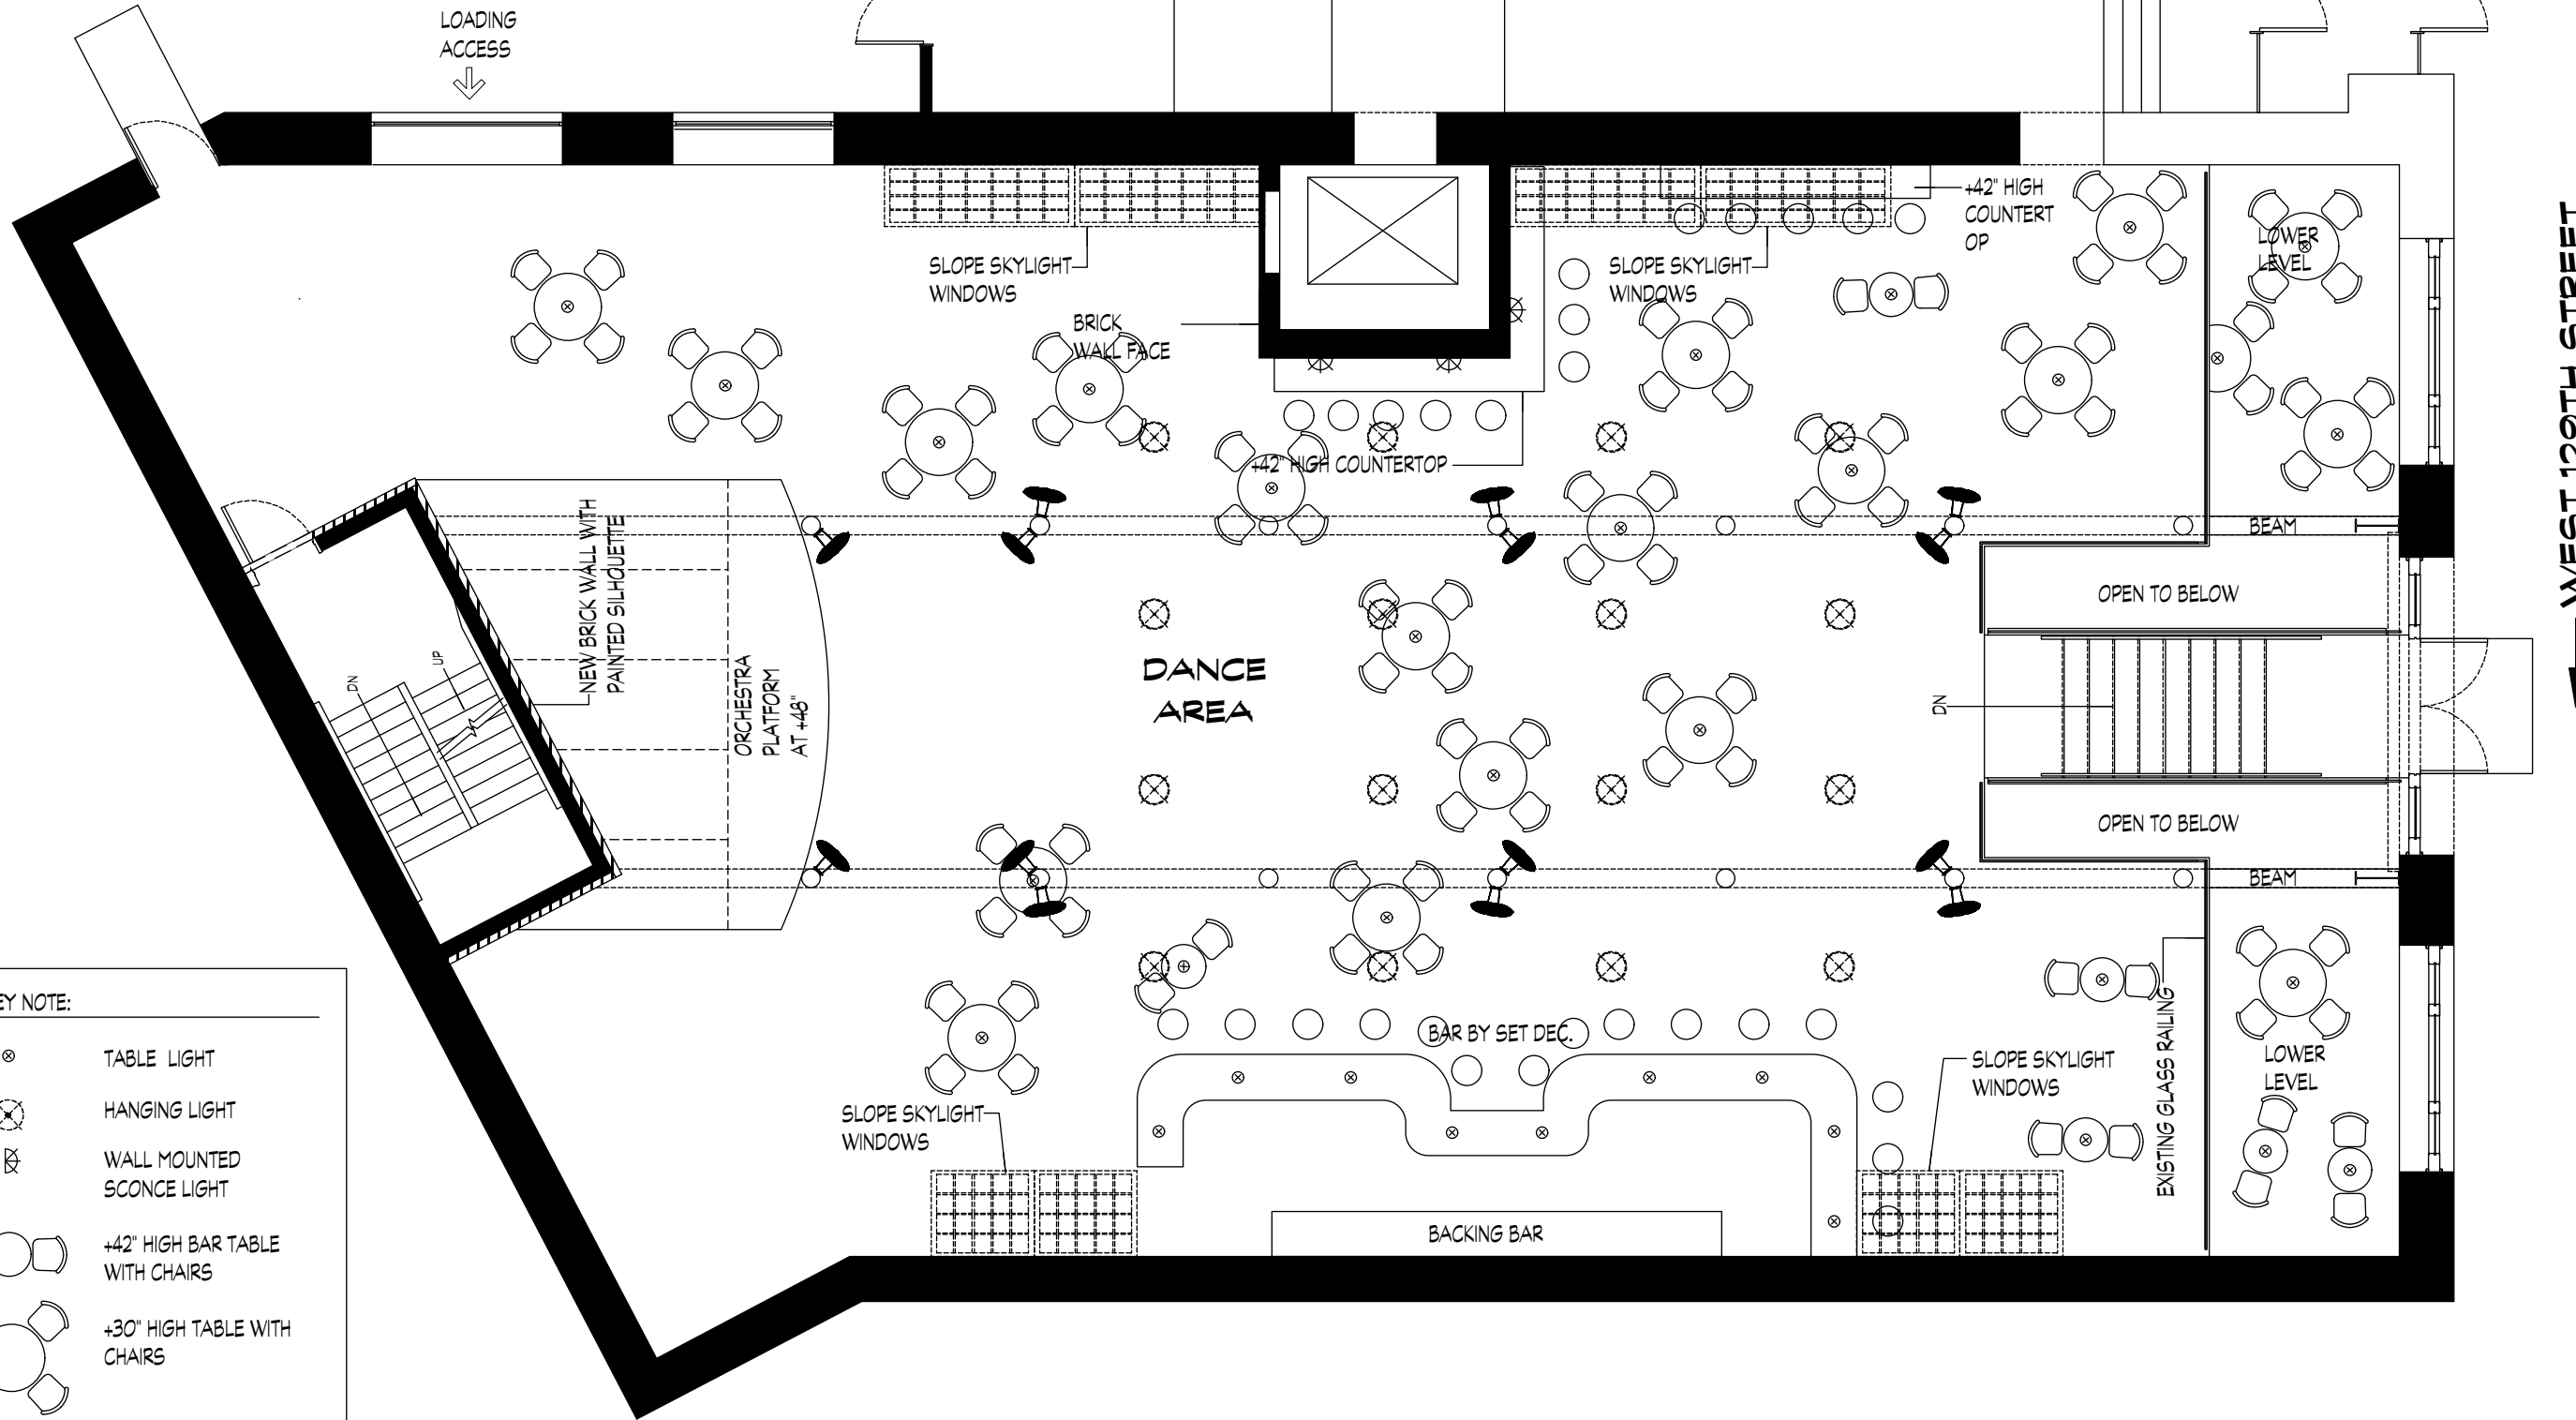 LOADING
ACCESS
+42" HIGH
COUNTERT
OP
LOWER
LEVEL
SLOPE SKYLIGHT
WINDOWS
SLOPE SKYLIGHT
WINDOWS
BRICK
WALL FACE
+42" HIGH COUNTERTOP
NEW BRICK WALL WITH
PAINTED SILHOUETTE
BEAM
OPEN TO BELOW
UP
DN
ORCHESTRA
PLATFORM
AT +48"
DANCE
AREA
DN
OPEN TO BELOW
BEAM
EXISTING GLASS RAILING
BAR BY SET DEC.
LOWER
LEVEL
SLOPE SKYLIGHT
WINDOWS
SLOPE SKYLIGHT
WINDOWS
BACKING BAR
EY NOTE:
TABLE LIGHT
HANGING LIGHT
WALL MOUNTED
SCONCE LIGHT
+42" HIGH BAR TABLE
WITH CHAIRS
+30" HIGH TABLE WITH
CHAIRS
WEST
STREET